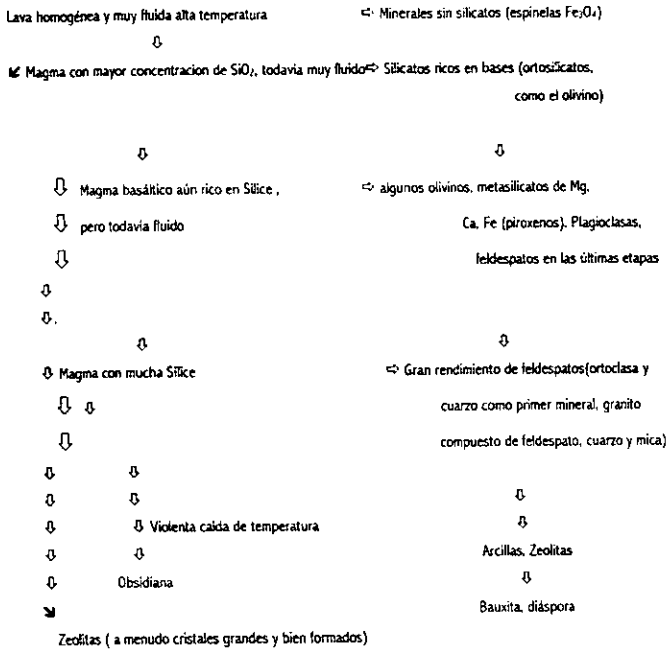 Lava homogénea y muy fluida alta temperatura ⇨ Minerales sin silicatos (espinelas Fe₃O₄)
⇩
⇙ Magma con mayor concentracion de SiO₂, todavia muy fluido ⇨ Silicatos ricos en bases (ortosilicatos,
como el olivino)
⇩ ⇩
⇩ Magma basáltico aún rico en Sílice , ⇨ algunos olivinos, metasilicatos de Mg,
⇩ pero todavía fluido Ca, Fe (piroxenos). Plagioclasas,
⇩ feldespatos en las últimas etapas
⇩
⇩.
⇩ ⇩
⇩ Magma con mucha Sílice ⇨ Gran rendimiento de feldespatos(ortoclasa y
⇩ ⇩ cuarzo como primer mineral, granito
⇩ compuesto de feldespato, cuarzo y mica)
⇩ ⇩
⇩ ⇩ ⇩
⇩ ⇩ Violenta caida de temperatura ⇩
⇩ ⇩ Arcillas, Zeolitas
⇩ Obsidiana ⇩
⇘ Bauxita, diáspora
Zeolitas ( a menudo cristales grandes y bien formados)